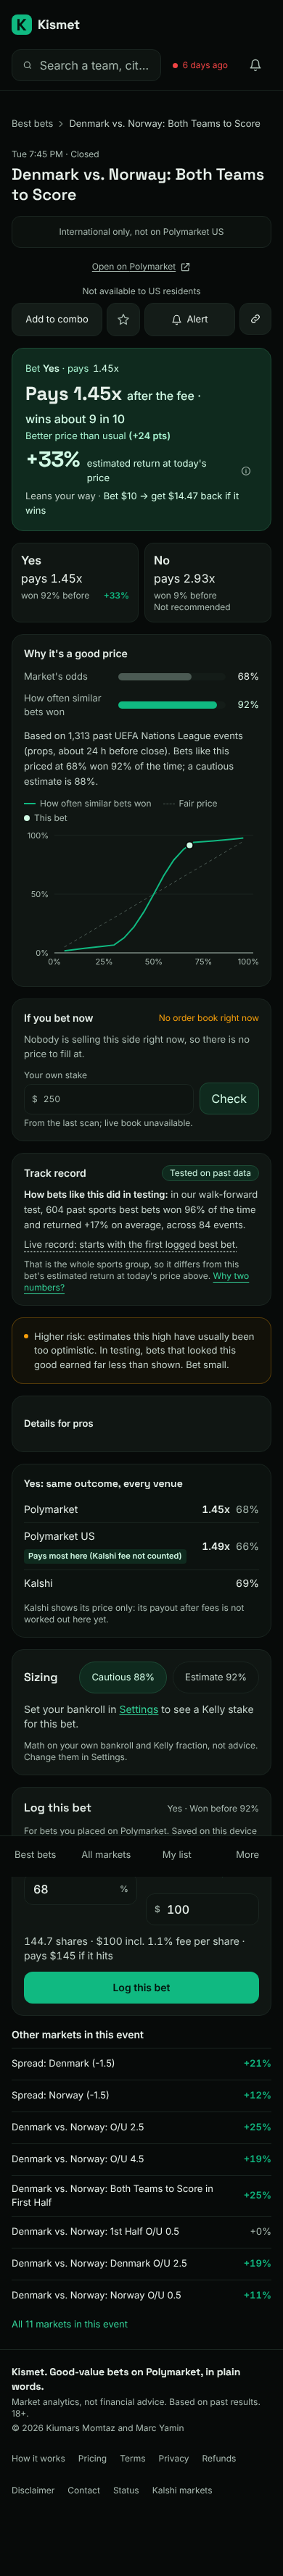 Kismet
Search a team, cit...
6 days ago
Best bets > Denmark vs. Norway: Both Teams to Score
Tue 7:45 PM · Closed
Denmark vs. Norway: Both Teams
to Score
International only, not on Polymarket US
Open on Polymarket
Not available to US residents
Add to combo
Alert
Bet Yes · pays 1.45x
Pays 1.45x after the fee ·
wins about 9 in 10
Better price than usual (+24 pts)
+33% estimated return at today's
price
Leans your way · Bet $10 → get $14.47 back if it
wins
Yes
pays 1.45x
won 92% before +33%
No
pays 2.93x
won 9% before
Not recommended
Why it's a good price
Market's odds 68%
How often similar
bets won 92%
Based on 1,313 past UEFA Nations League events
(props, about 24 h before close). Bets like this
priced at 68% won 92% of the time; a cautious
estimate is 88%.
How often similar bets won Fair price
This bet
100%
50%
0%
0% 25% 50% 75% 100%
If you bet now No order book right now
Nobody is selling this side right now, so there is no
price to fill at.
Your own stake
$ 250
Check
From the last scan; live book unavailable.
Track record Tested on past data
How bets like this did in testing: in our walk-forward
test, 604 past sports best bets won 96% of the time
and returned +17% on average, across 84 events.
Live record: starts with the first logged best bet.
That is the whole sports group, so it differs from this
bet's estimated return at today's price above. Why two
numbers?
Higher risk: estimates this high have usually been
too optimistic. In testing, bets that looked this
good earned far less than shown. Bet small.
Details for pros
Yes: same outcome, every venue
Polymarket 1.45x 68%
Polymarket US
Pays most here (Kalshi fee not counted)
1.49x 66%
Kalshi 69%
Kalshi shows its price only: its payout after fees is not
worked out here yet.
Sizing Cautious 88% Estimate 92%
Set your bankroll in Settings to see a Kelly stake
for this bet.
Math on your own bankroll and Kelly fraction, not advice.
Change them in Settings.
Log this bet Yes · Won before 92%
For bets you placed on Polymarket. Saved on this device
Best bets All markets My list More
68 %
$ 100
144.7 shares · $100 incl. 1.1% fee per share ·
pays $145 if it hits
Log this bet
Other markets in this event
Spread: Denmark (-1.5) +21%
Spread: Norway (-1.5) +12%
Denmark vs. Norway: O/U 2.5 +25%
Denmark vs. Norway: O/U 4.5 +19%
Denmark vs. Norway: Both Teams to Score in
First Half +25%
Denmark vs. Norway: 1st Half O/U 0.5 +0%
Denmark vs. Norway: Denmark O/U 2.5 +19%
Denmark vs. Norway: Norway O/U 0.5 +11%
All 11 markets in this event
Kismet. Good-value bets on Polymarket, in plain
words.
Market analytics, not financial advice. Based on past results.
18+.
© 2026 Kiumars Momtaz and Marc Yamin
How it works Pricing Terms Privacy Refunds
Disclaimer Contact Status Kalshi markets